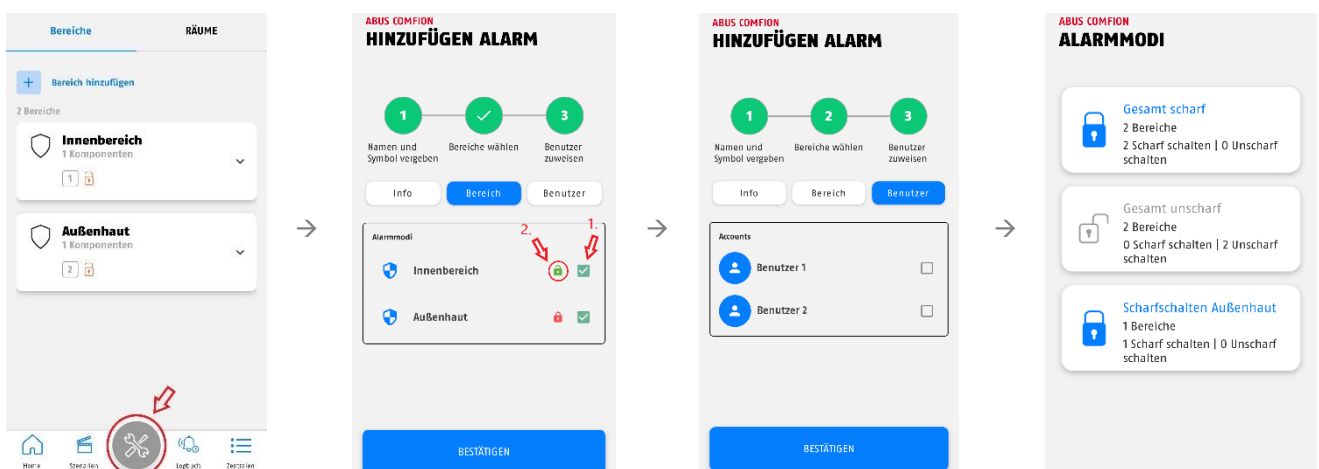 Bereiche
RÄUME
+
Bereich hinzufügen
2 Bereiche
Innenbereich
1 Komponenten
1
Außenhaut
1 Komponenten
2
Home
Szenarien
Logbuch
Zentralen
→
ABUS COMFION
HINZUFÜGEN ALARM
1
3
Namen und
Symbol vergeben
Bereiche wählen
Benutzer
zuweisen
Info
Bereich
Benutzer
Alarmmodi
2.
1.
Innenbereich
Außenhaut
BESTÄTIGEN
→
ABUS COMFION
HINZUFÜGEN ALARM
1
2
3
Namen und
Symbol vergeben
Bereiche wählen
Benutzer
zuweisen
Info
Bereich
Benutzer
Accounts
Benutzer 1
Benutzer 2
BESTÄTIGEN
→
ABUS COMFION
ALARMMODI
Gesamt scharf
2 Bereiche
2 Scharf schalten | 0 Unscharf
schalten
Gesamt unscharf
2 Bereiche
0 Scharf schalten | 2 Unscharf
schalten
Scharfschalten Außenhaut
1 Bereiche
1 Scharf schalten | 0 Unscharf
schalten